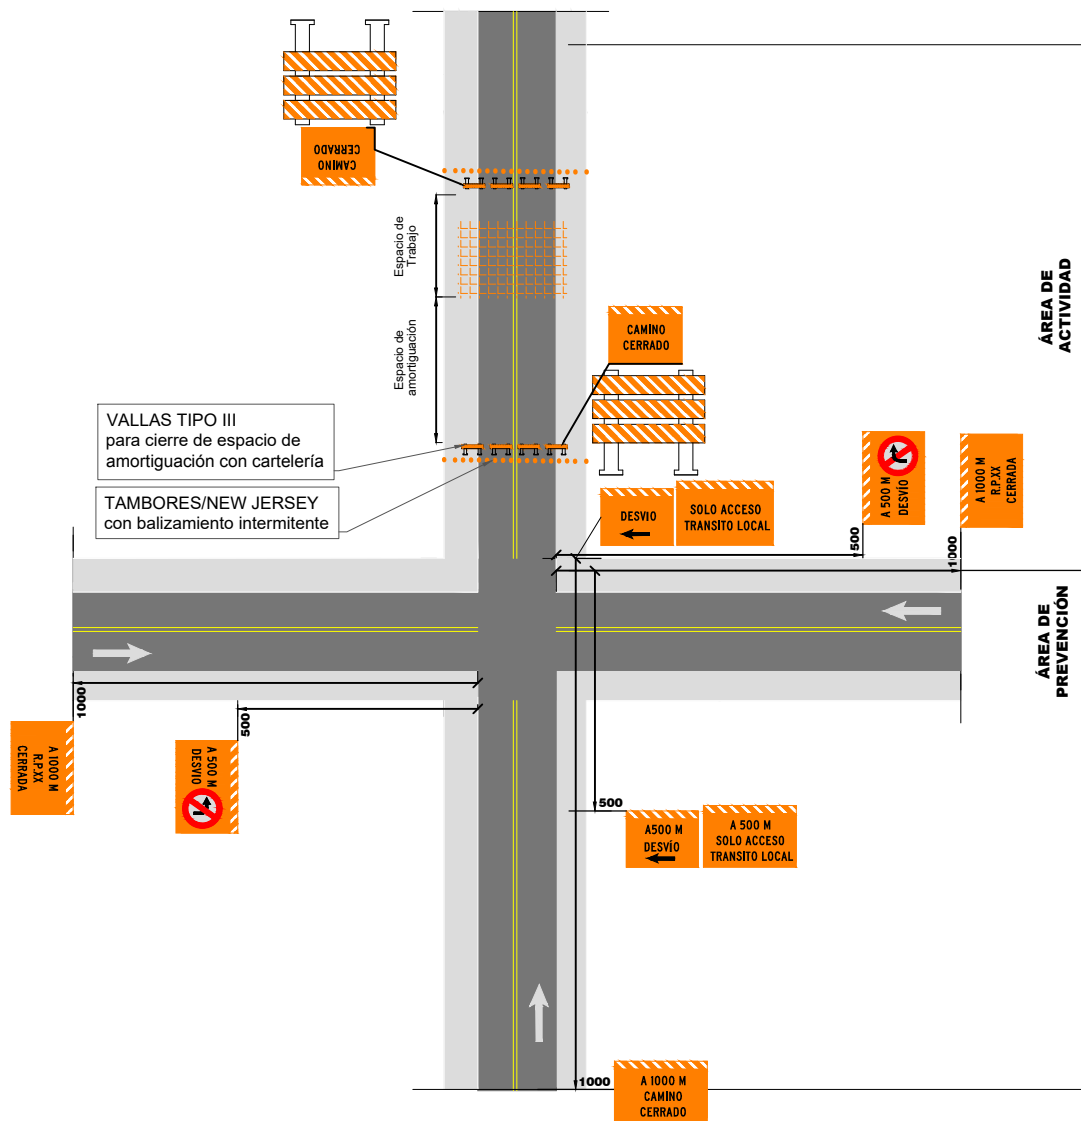 CAMINO
CERRADO
Espacio de
Trabajo
Espacio de
amortiguación
CAMINO
CERRADO
ÁREA DE
ACTIVIDAD
VALLAS TIPO III
para cierre de espacio de
amortiguación con cartelería
TAMBORES/NEW JERSEY
con balizamiento intermitente
DESVIO
SOLO ACCESO
TRANSITO LOCAL
A 500 M
DESVÍO
A 1000 M
R.P.XX
CERRADA
500
1000
ÁREA DE
PREVENCIÓN
1000
500
A 1000 M
R.P.XX
CERRADA
A 500 M
DESVÍO
500
A500 M
DESVÍO
A 500 M
SOLO ACCESO
TRANSITO LOCAL
1000
A 1000 M
CAMINO
CERRADO